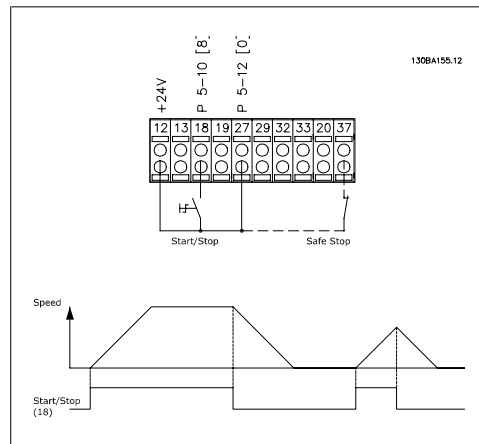 130BA155.12
+24V
P 5-10 [8]
P 5-12 [0]
12 13 18 19 27 29 32 33 20 37
Start/Stop
Safe Stop
Speed
Start/Stop
(18)